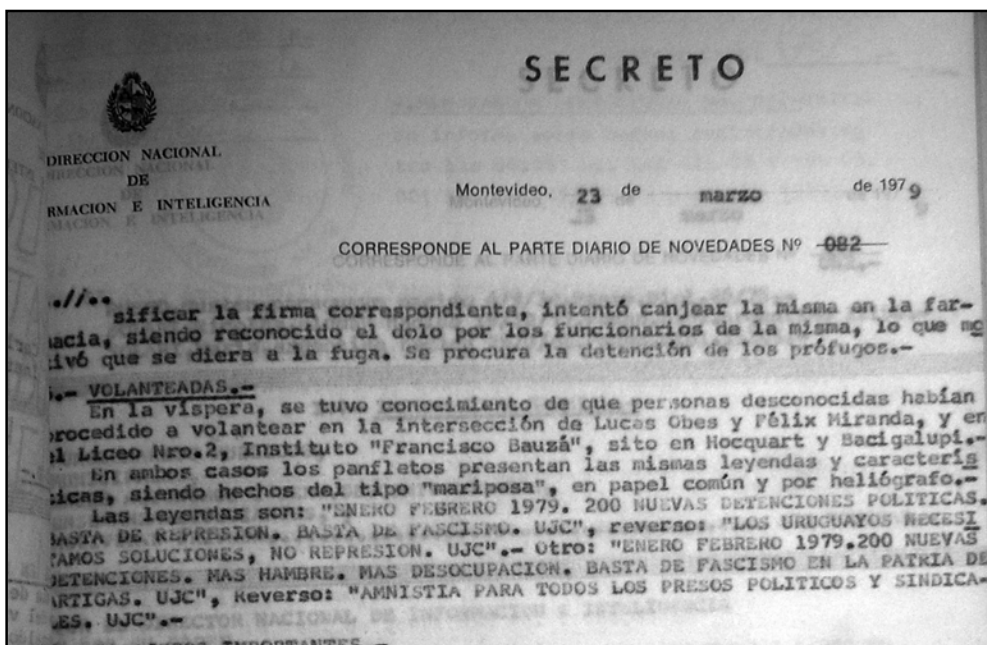 SECRETO
DIRECCION NACIONAL
DE
RMACION E INTELIGENCIA
Montevideo, 23 de marzo de 1979
CORRESPONDE AL PARTE DIARIO DE NOVEDADES Nº 082
.//..
sificar la firma correspondiente, intentó canjear la misma en la far-
acia, siendo reconocido el dolo por los funcionarios de la misma, lo que mo
ivó que se diera a la fuga. Se procura la detención de los prófugos.-
.- VOLANTEADAS.-
En la víspera, se tuvo conocimiento de que personas desconocidas habían
rocedido a volantear en la intersección de Lucas Obes y Félix Miranda, y en
el Liceo Nro.2, Instituto "Francisco Bauzá", sito en Hocquart y Bacigalupi.-
En ambos casos los panfletos presentan las mismas leyendas y caracterís
icas, siendo hechos del tipo "mariposa", en papel común y por heliógrafo.-
Las leyendas son: "ENERO FEBRERO 1979. 200 NUEVAS DETENCIONES POLITICAS.
BASTA DE REPRESION. BASTA DE FASCISMO. UJC", reverso: "LOS URUGUAYOS NECESI
TAMOS SOLUCIONES, NO REPRESION. UJC".- Otro: "ENERO FEBRERO 1979.200 NUEVAS
DETENCIONES. MAS HAMBRE. MAS DESOCUPACION. BASTA DE FASCISMO EN LA PATRIA DE
ARTIGAS. UJC", Reverso: "AMNISTIA PARA TODOS LOS PRESOS POLITICOS Y SINDICA-
LES. UJC".-
IMPORTANTES.-